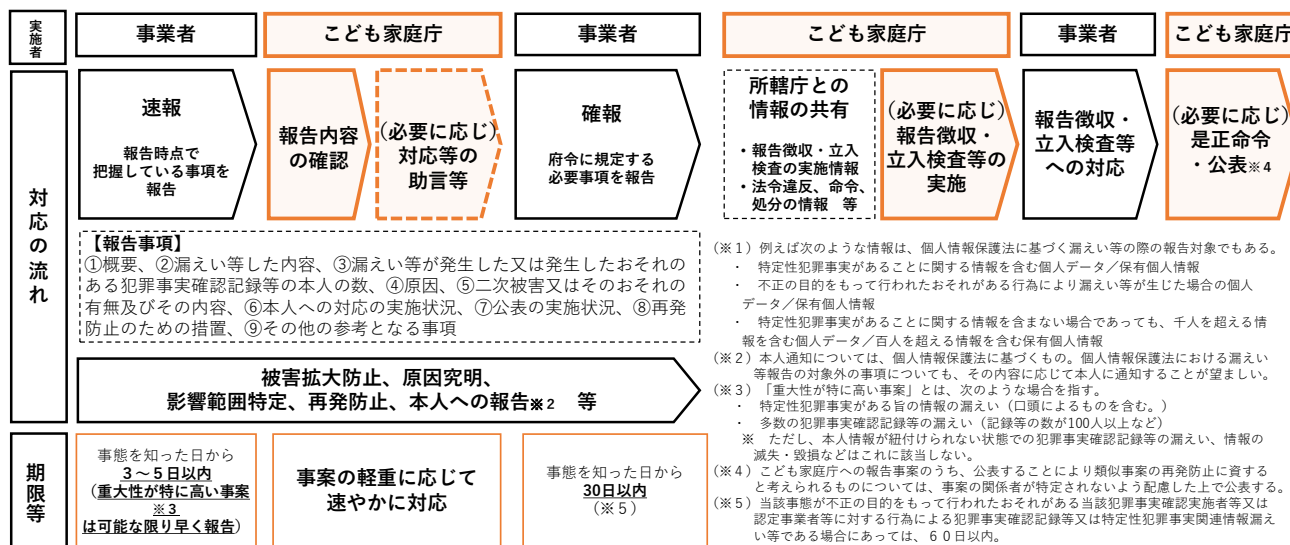 実施者
事業者
こども家庭庁
事業者
こども家庭庁
事業者
こども家庭庁
対応の流れ
速報
報告時点で
把握している事項を
報告
報告内容
の確認
(必要に応じ)
対応等の
助言等
確報
府令に規定する
必要事項を報告
所轄庁との
情報の共有
・報告徴収・立入
検査の実施情報
・法令違反、命令、
処分の情報　等
(必要に応じ)
報告徴収・
立入検査等の
実施
報告徴収・
立入検査等
への対応
(必要に応じ)
是正命令
・公表※4
【報告事項】
①概要、②漏えい等した内容、③漏えい等が発生した又は発生したおそれの
ある犯罪事実確認記録等の本人の数、④原因、⑤二次被害又はそのおそれの
有無及びその内容、⑥本人への対応の実施状況、⑦公表の実施状況、⑧再発
防止のための措置、⑨その他の参考となる事項
被害拡大防止、原因究明、
影響範囲特定、再発防止、本人への報告※2　等
期限等
事態を知った日から
３～５日以内
(重大性が特に高い事案
※3
は可能な限り早く報告)
事案の軽重に応じて
速やかに対応
事態を知った日から
30日以内
(※５)
(※１) 例えば次のような情報は、個人情報保護法に基づく漏えい等の際の報告対象でもある。
・　特定性犯罪事実があることに関する情報を含む個人データ／保有個人情報
・　不正の目的をもって行われたおそれがある行為により漏えい等が生じた場合の個人
データ／保有個人情報
・　特定性犯罪事実があることに関する情報を含まない場合であっても、千人を超える情
報を含む個人データ／百人を超える情報を含む保有個人情報
(※２) 本人通知については、個人情報保護法に基づくもの。個人情報保護法における漏えい
等報告の対象外の事項についても、その内容に応じて本人に通知することが望ましい。
(※３) 「重大性が特に高い事案」とは、次のような場合を指す。
・　特定性犯罪事実がある旨の情報の漏えい（口頭によるものを含む。）
・　多数の犯罪事実確認記録等の漏えい（記録等の数が100人以上など）
※　ただし、本人情報が紐付けられない状態での犯罪事実確認記録等の漏えい、情報の
滅失・毀損などはこれに該当しない。
(※４) こども家庭庁への報告事案のうち、公表することにより類似事案の再発防止に資する
と考えられるものについては、事案の関係者が特定されないよう配慮した上で公表する。
(※５) 当該事態が不正の目的をもって行われたおそれがある当該犯罪事実確認実施者等又は
認定事業者等に対する行為による犯罪事実確認記録等又は特定性犯罪事実関連情報漏え
い等である場合にあっては、６０日以内。